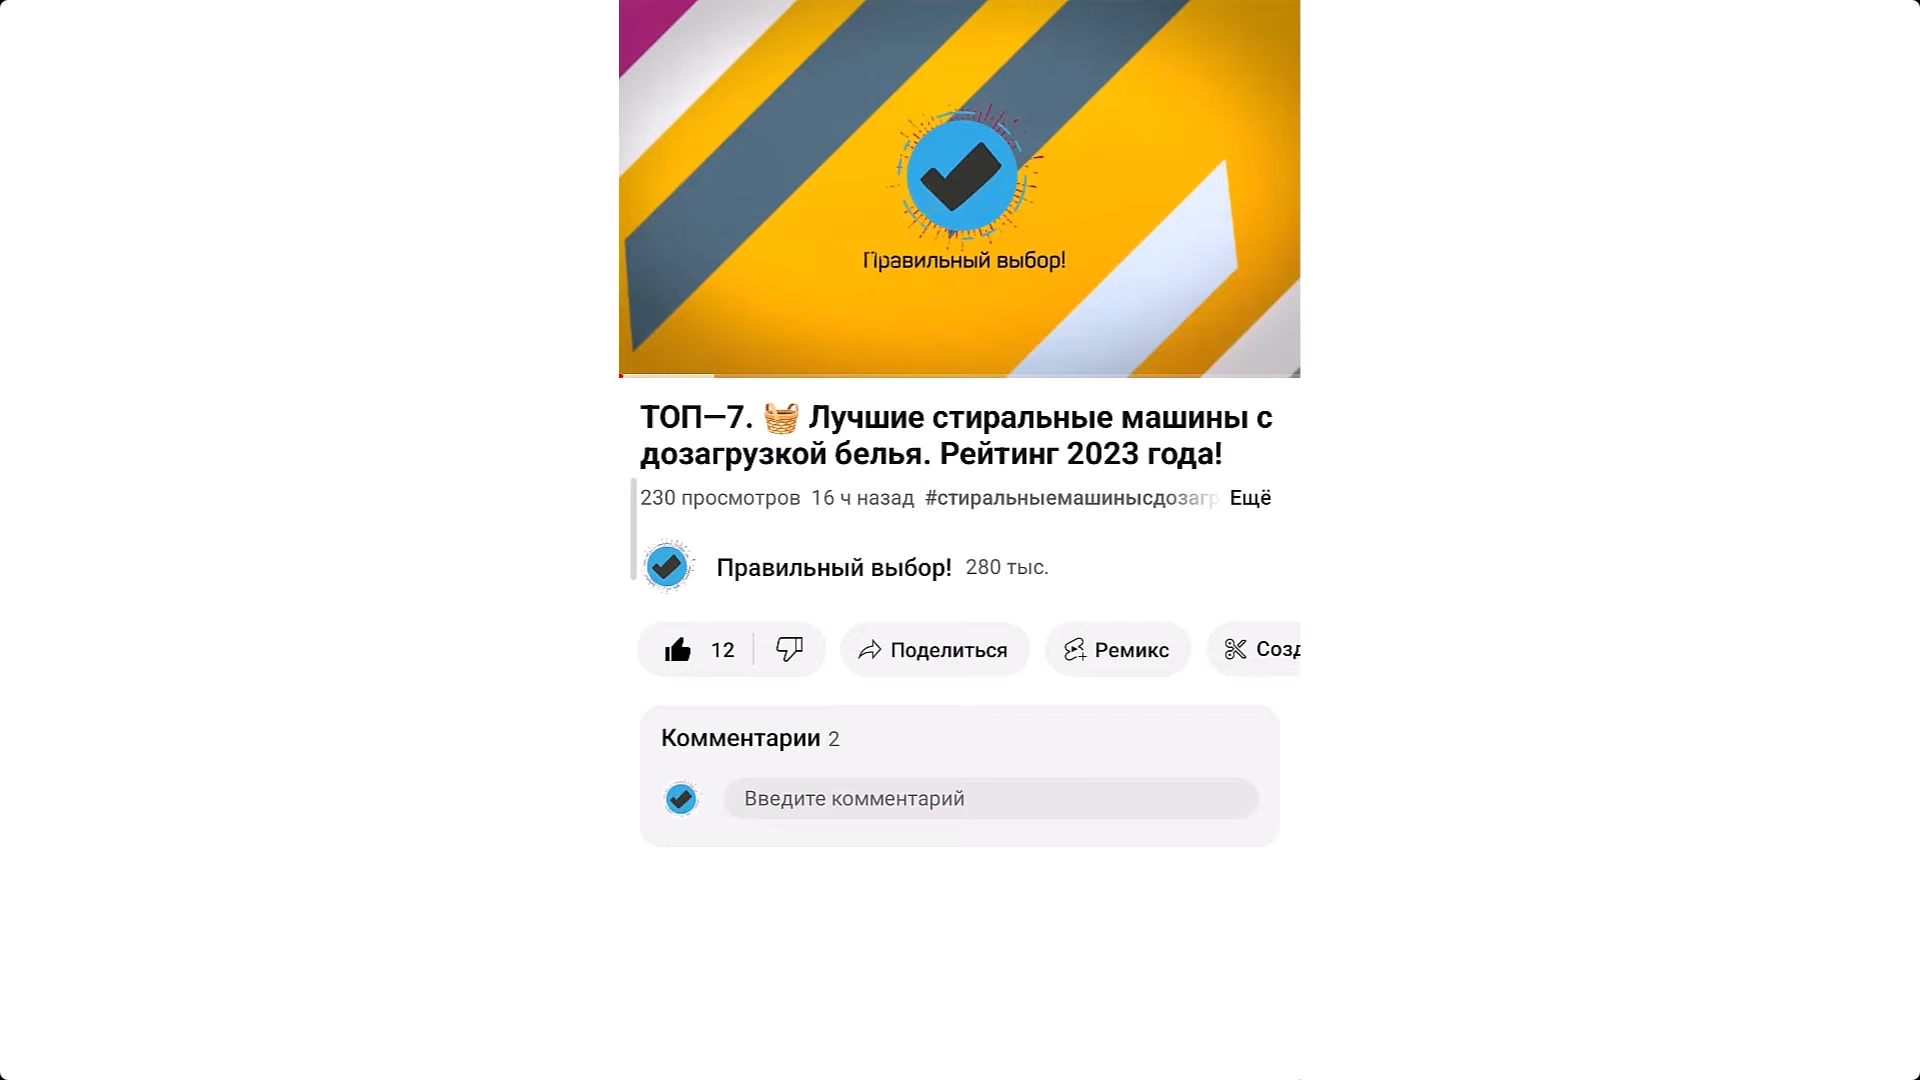 Правильный выбор!
ТОП—7. 🧺 Лучшие стиральные машины с
дозагрузкой белья. Рейтинг 2023 года!
230 просмотров 16 ч назад #стиральныемашинысдозагр Ещё
Правильный выбор! 280 тыс.
12 Поделиться Ремикс Созд
Комментарии 2
Введите комментарий